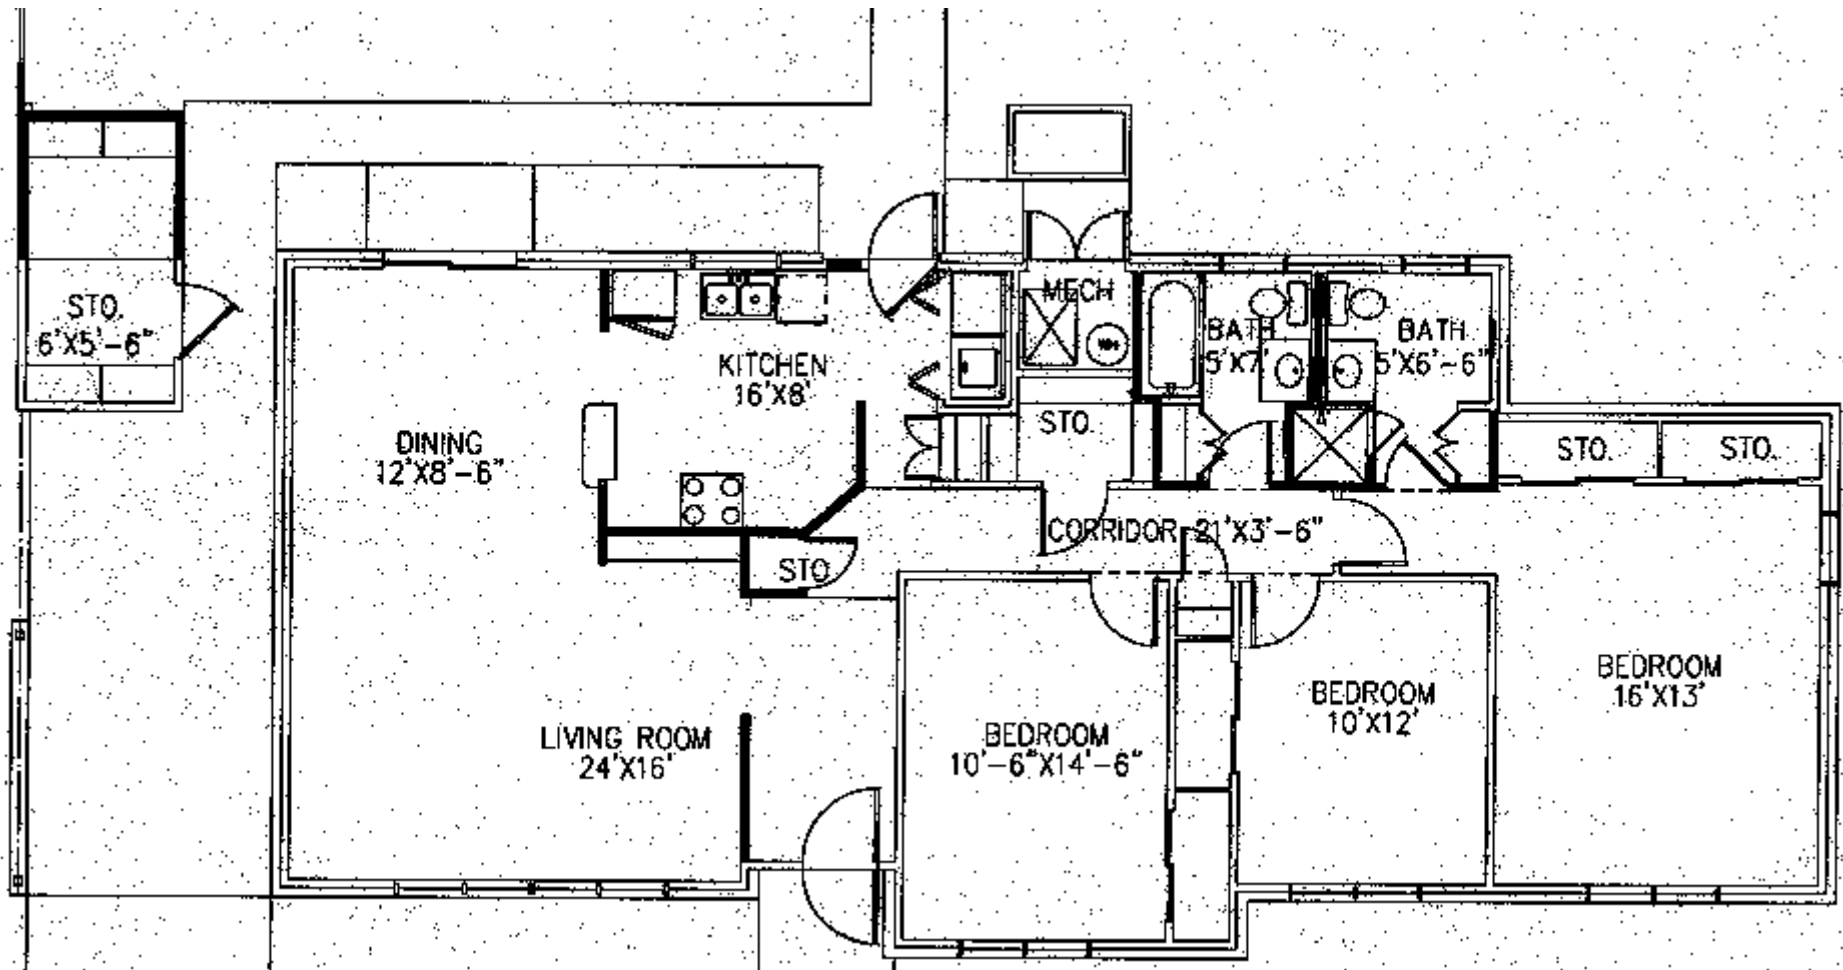 STO.
6'X5'-6"
MECH
KITCHEN
16'X8'
BATH
5'X7'
BATH
5'X6'-6"
STO.
DINING
12'X8'-6"
STO.
STO.
CORRIDOR 21'X3'-6"
STO
BEDROOM
16'X13'
BEDROOM
10'X12'
LIVING ROOM
24'X16'
BEDROOM
10'-6"X14'-6"